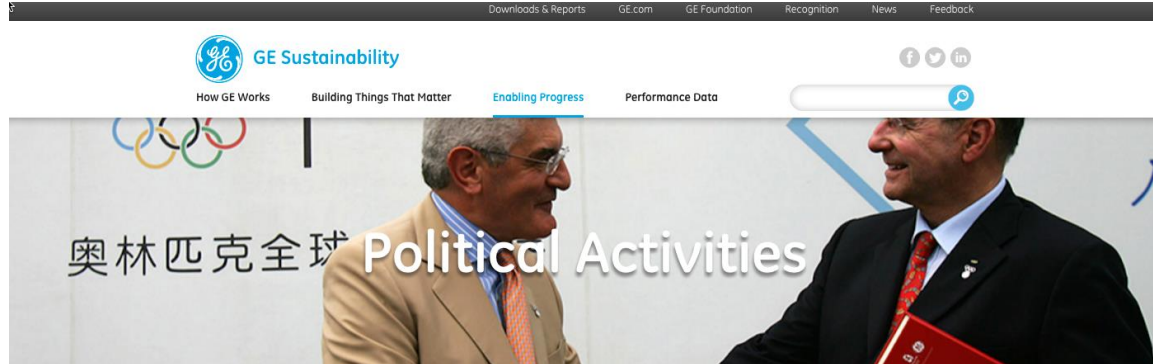 Downloads & Reports GE.com GE Foundation Recognition News Feedback
GE Sustainability
How GE Works Building Things That Matter Enabling Progress Performance Data
奥林匹克全球
Political Activities